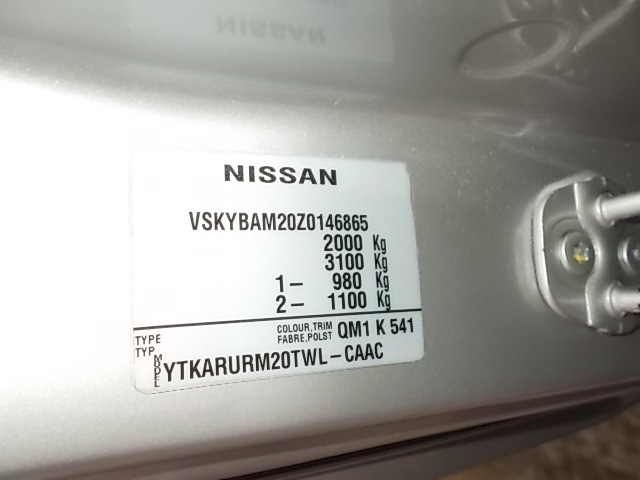 NISSAN
VSKYBAM20Z0146865
2000 Kg
3100 Kg
1– 980 Kg
2– 1100 Kg
TYPE COLOUR,TRIM QM1 K 541
TYP FABRE,POLST
MODEL YTKARURM20TWL–CAAC